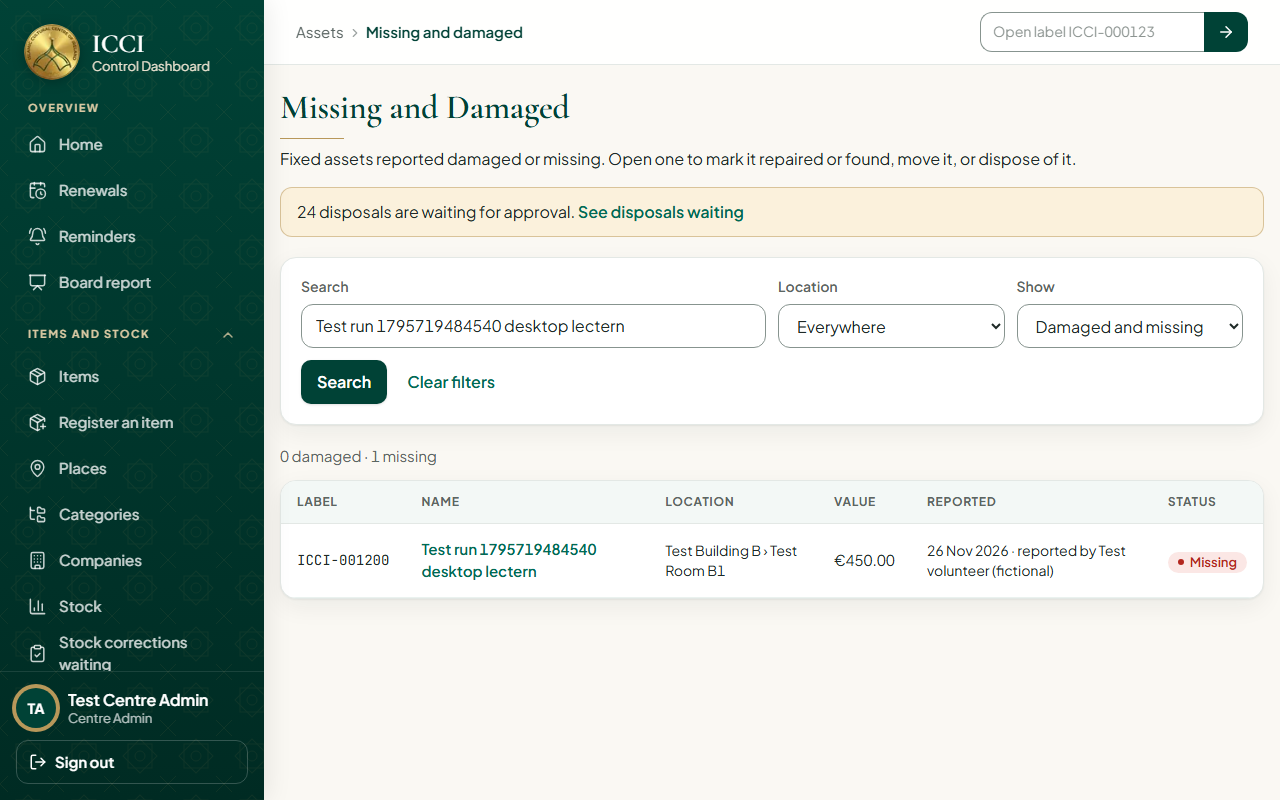 ICCI
Control Dashboard
OVERVIEW
Home
Renewals
Reminders
Board report
ITEMS AND STOCK
Items
Register an item
Places
Categories
Companies
Stock
Stock corrections
waiting
TA
Test Centre Admin
Centre Admin
Sign out
Assets › Missing and damaged
Open label ICCI-000123
Missing and Damaged
Fixed assets reported damaged or missing. Open one to mark it repaired or found, move it, or dispose of it.
24 disposals are waiting for approval. See disposals waiting
Search Location Show
Test run 1795719484540 desktop lectern Everywhere Damaged and missing
Search Clear filters
0 damaged · 1 missing
LABEL NAME LOCATION VALUE REPORTED STATUS
ICCI-001200 Test run 1795719484540 desktop lectern Test Building B › Test Room B1 €450.00 26 Nov 2026 · reported by Test volunteer (fictional) Missing